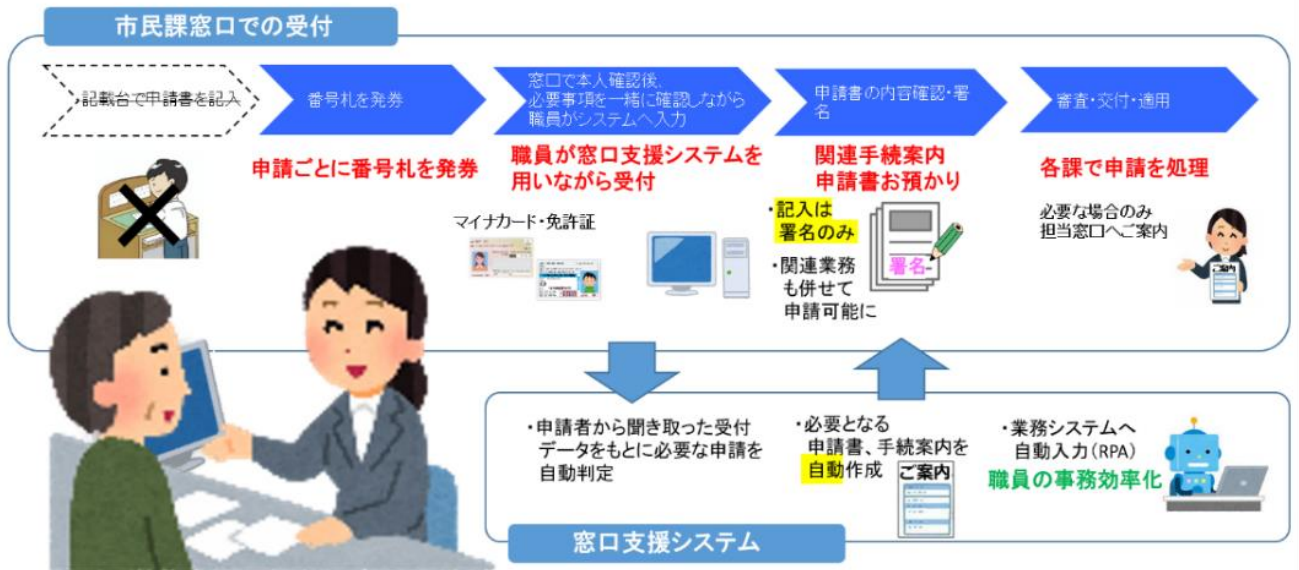 市民課窓口での受付
・記載台で申請書を記入
番号札を発券
窓口で本人確認後、
必要事項を一緒に確認しながら
職員がシステムへ入力
申請書の内容確認・署
名
審査・交付・適用
申請ごとに番号札を発券
職員が窓口支援システムを
用いながら受付
関連手続案内
申請書お預かり
各課で申請を処理
マイナカード・免許証
・記入は
署名のみ
・関連業務
も併せて
申請可能に
署名
必要な場合のみ
担当窓口へご案内
ご案内
・申請者から聞き取った受付
データをもとに必要な申請を
自動判定
・必要となる
申請書、手続案内を
自動作成
ご案内
・業務システムへ
自動入力(RPA)
職員の事務効率化
窓口支援システム